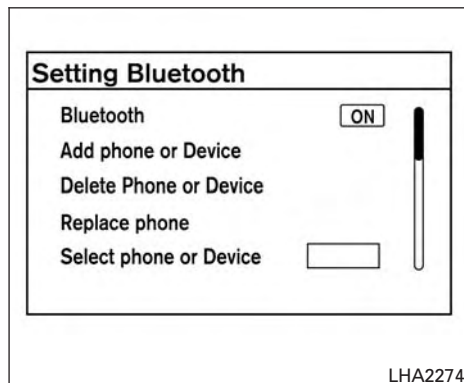 Setting Bluetooth
Bluetooth ON
Add phone or Device
Delete Phone or Device
Replace phone
Select phone or Device
LHA2274